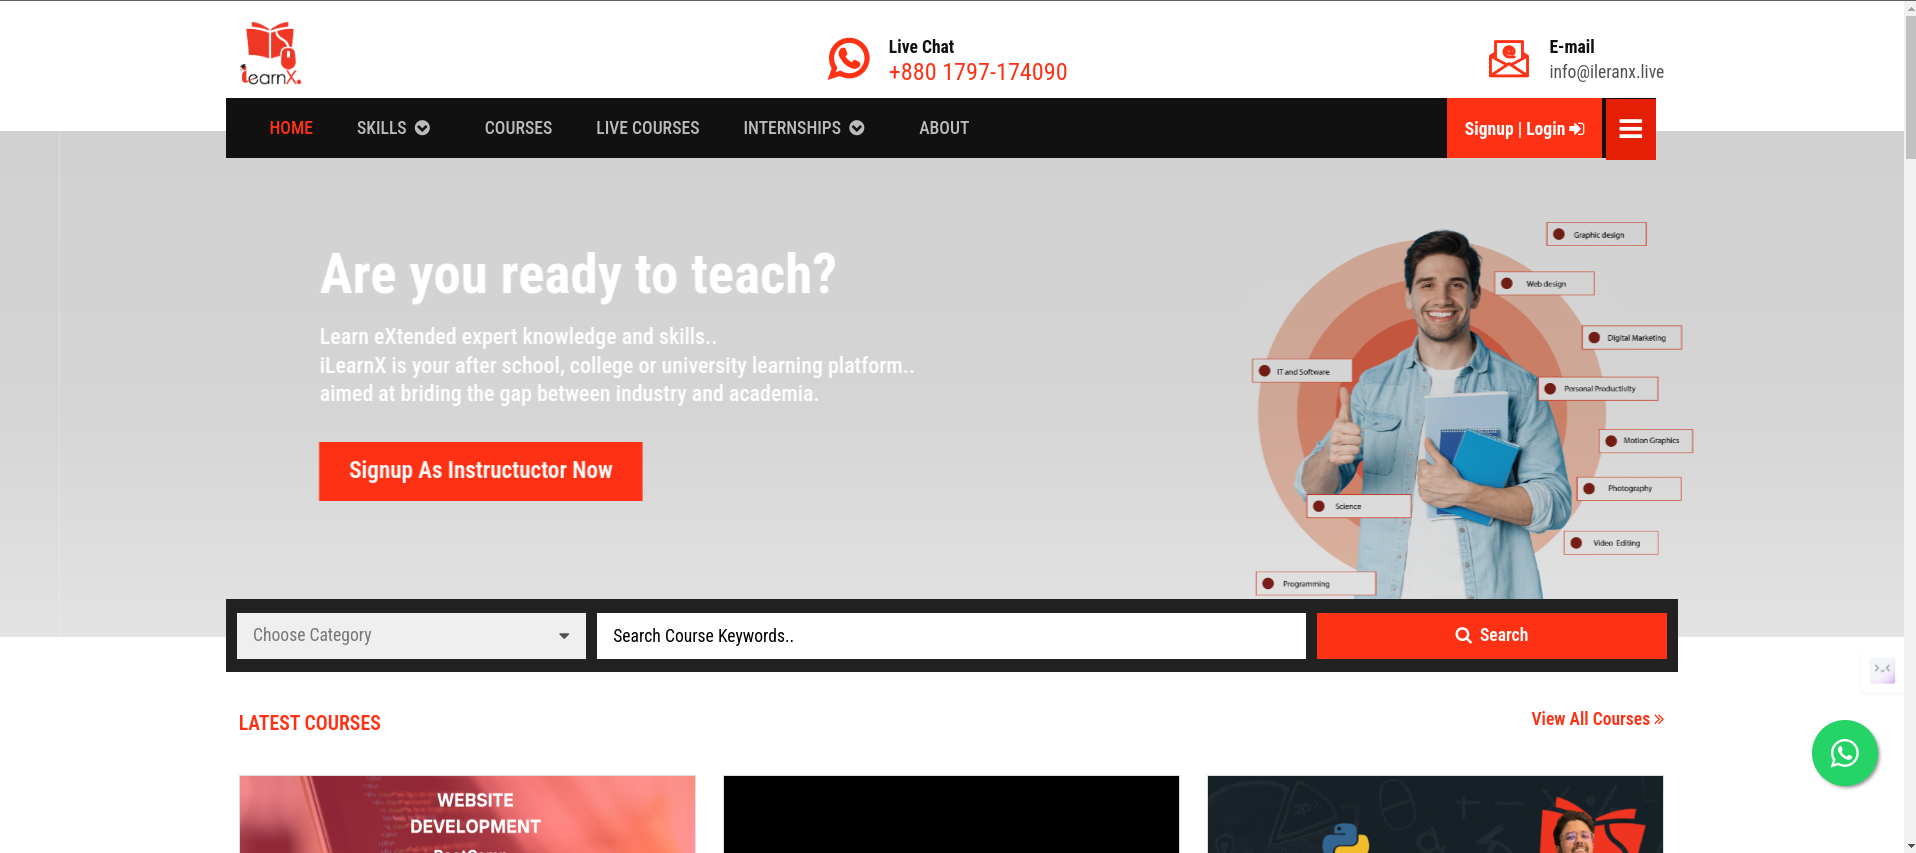 iLearnX.
Live Chat
+880 1797-174090
E-mail
info@ileranx.live
HOME
SKILLS
COURSES
LIVE COURSES
INTERNSHIPS
ABOUT
Signup | Login
Are you ready to teach?
Learn eXtended expert knowledge and skills..
iLearnX is your after school, college or university learning platform..
aimed at briding the gap between industry and academia.
Signup As Instructuctor Now
Graphic design
Web design
Digital Marketing
IT and Software
Personal Productivity
Motion Graphics
Photography
Science
Video Editing
Programming
Choose Category
Search Course Keywords..
Search
LATEST COURSES
View All Courses »
WEBSITE
DEVELOPMENT
BootCamp